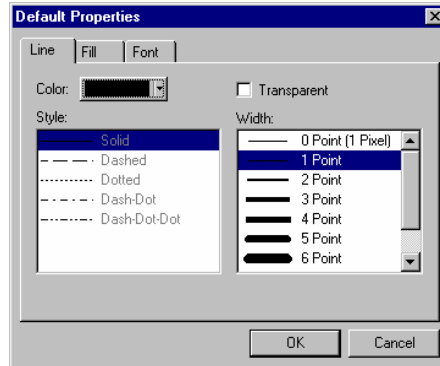 Default Properties
Line Fill Font
Color: Transparent
Style: Width:
Solid
Dashed
Dotted
Dash-Dot
Dash-Dot-Dot
0 Point (1 Pixel)
1 Point
2 Point
3 Point
4 Point
5 Point
6 Point
OK Cancel